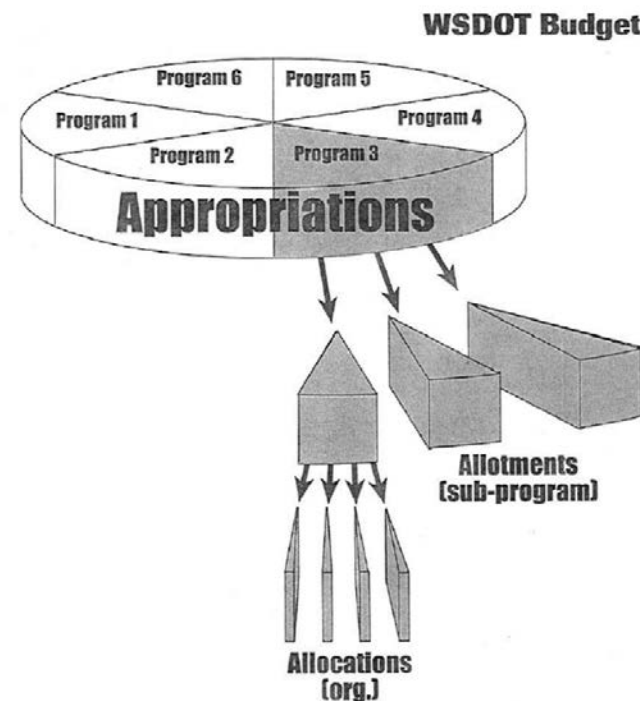 WSDOT Budget
Program 6
Program 5
Program 1
Program 4
Program 2
Program 3
Appropriations
Allotments
(sub-program)
Allocations
(org.)